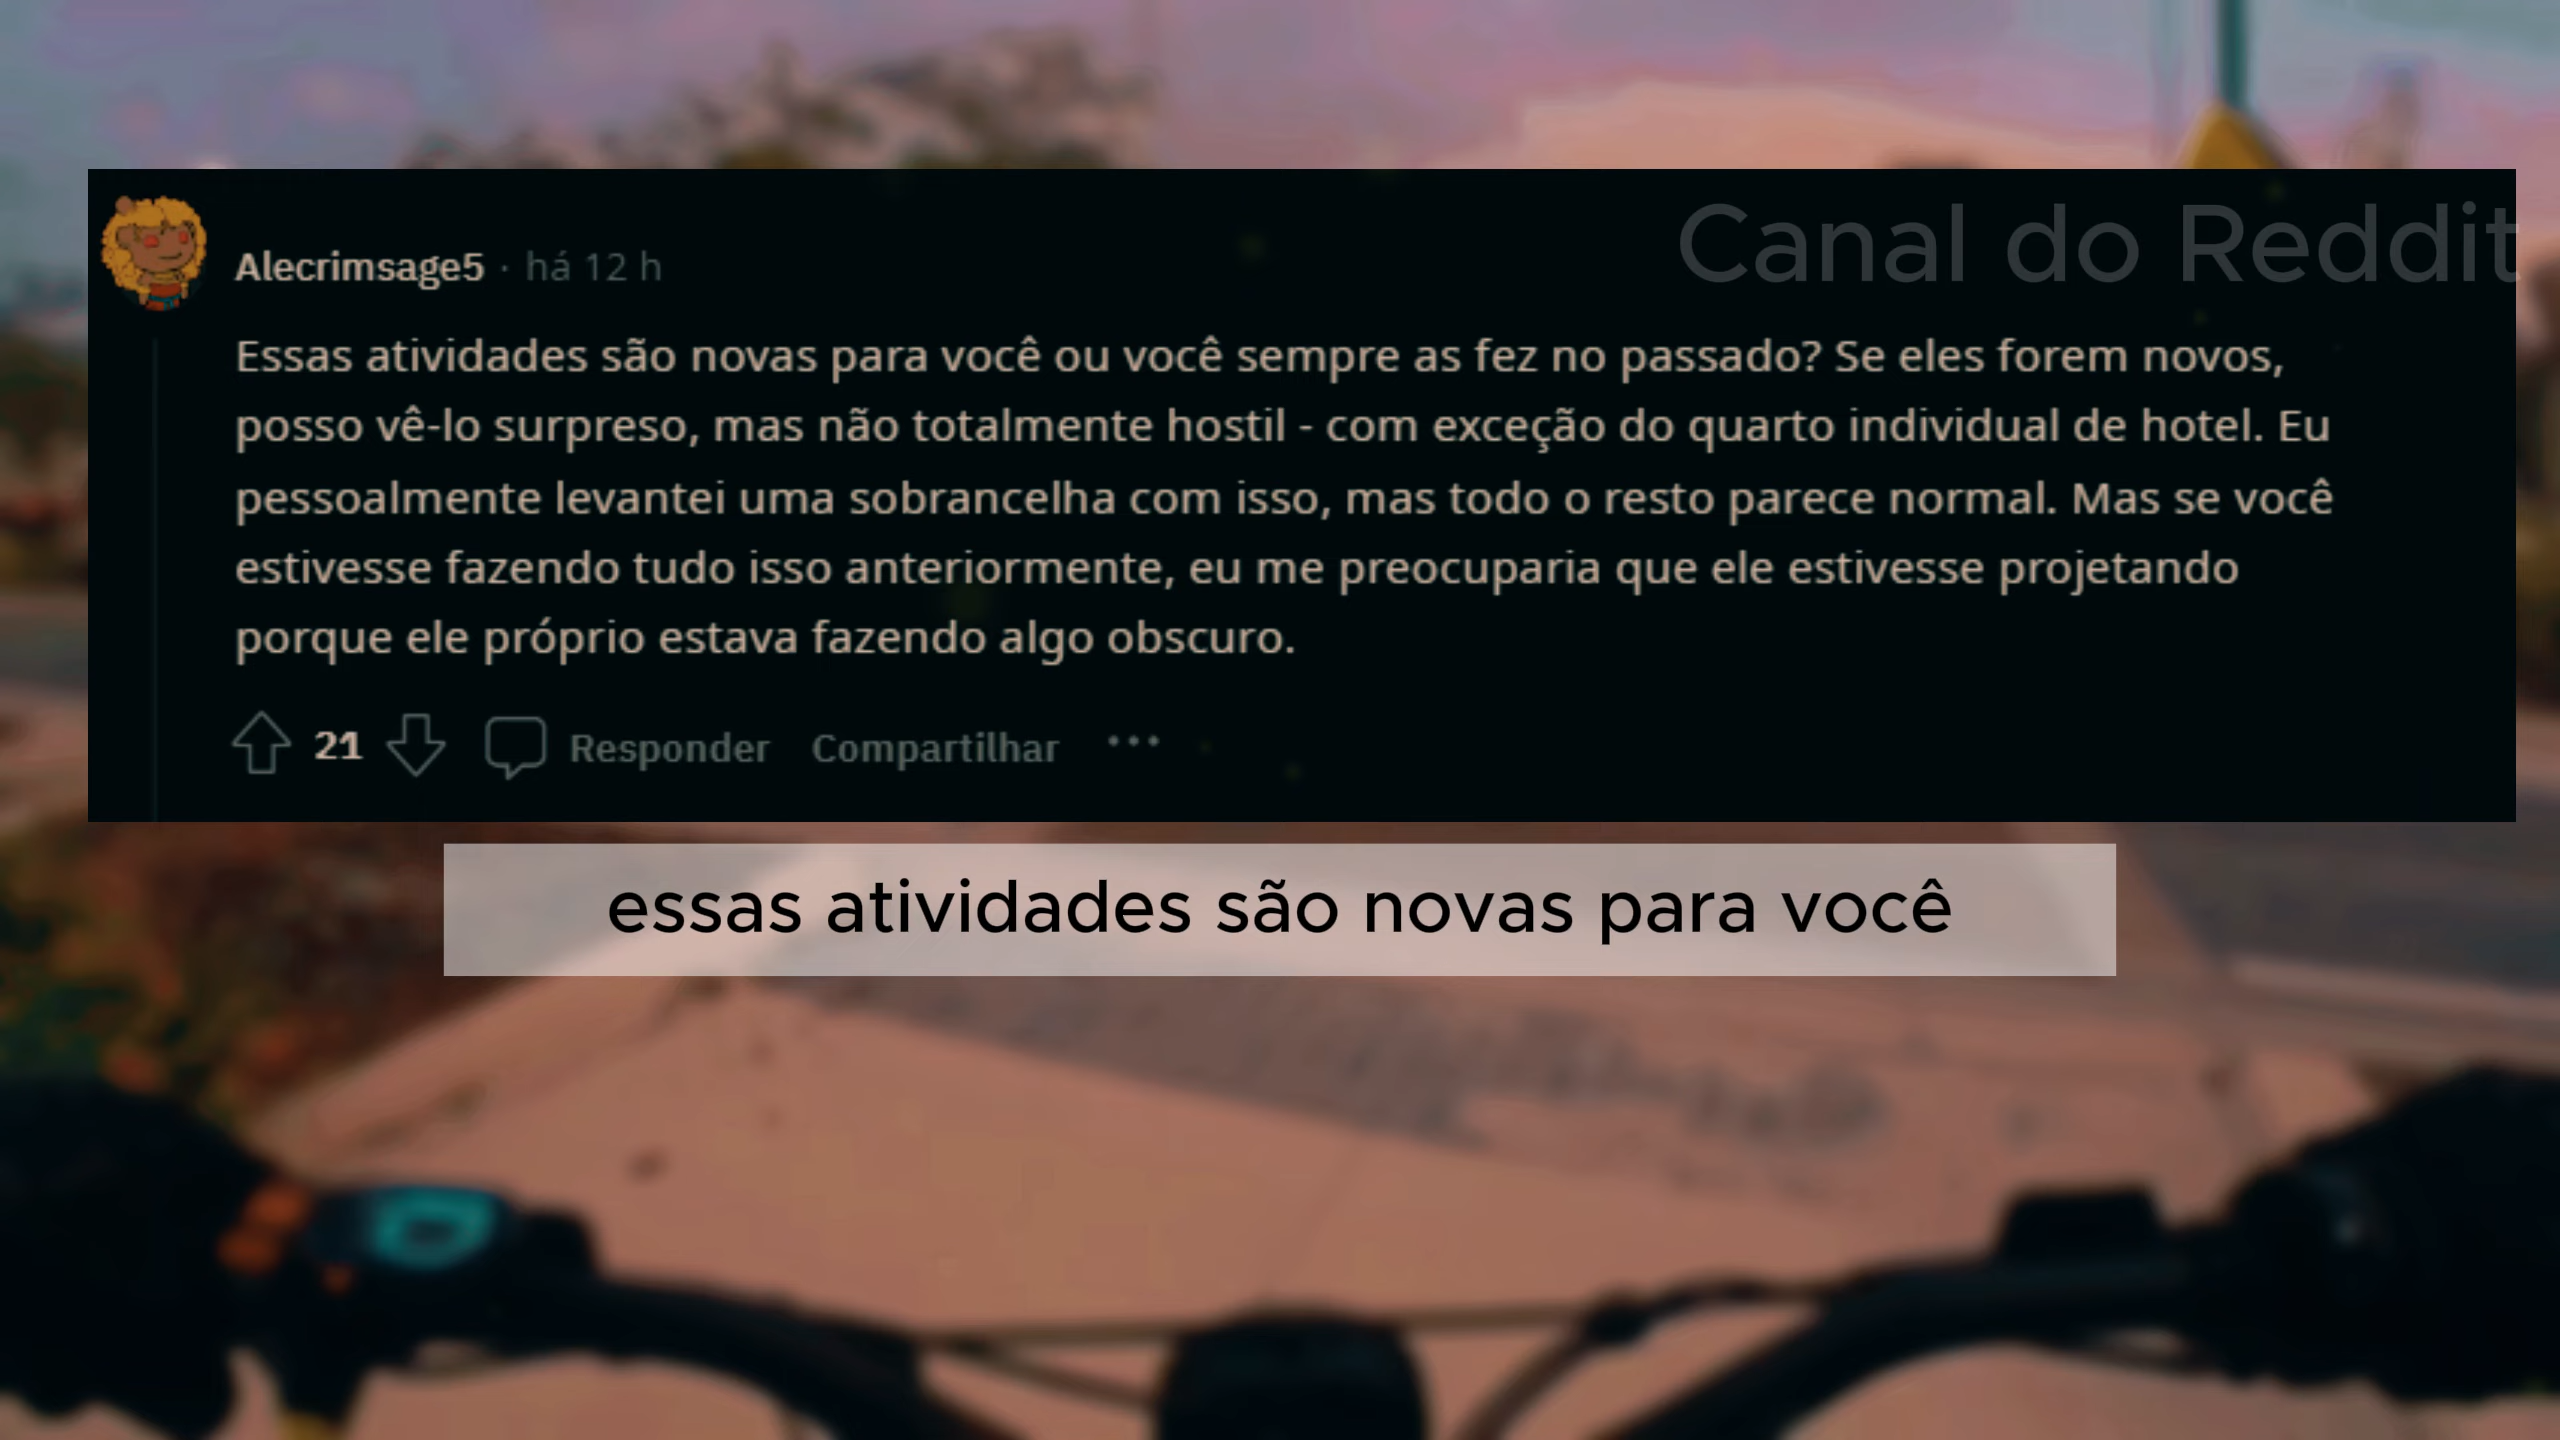 Canal do Reddit
Alecrimsage5 · há 12 h
Essas atividades são novas para você ou você sempre as fez no passado? Se eles forem novos,
posso vê-lo surpreso, mas não totalmente hostil - com exceção do quarto individual de hotel. Eu
pessoalmente levantei uma sobrancelha com isso, mas todo o resto parece normal. Mas se você
estivesse fazendo tudo isso anteriormente, eu me preocuparia que ele estivesse projetando
porque ele próprio estava fazendo algo obscuro.
21 Responder Compartilhar ...
essas atividades são novas para você